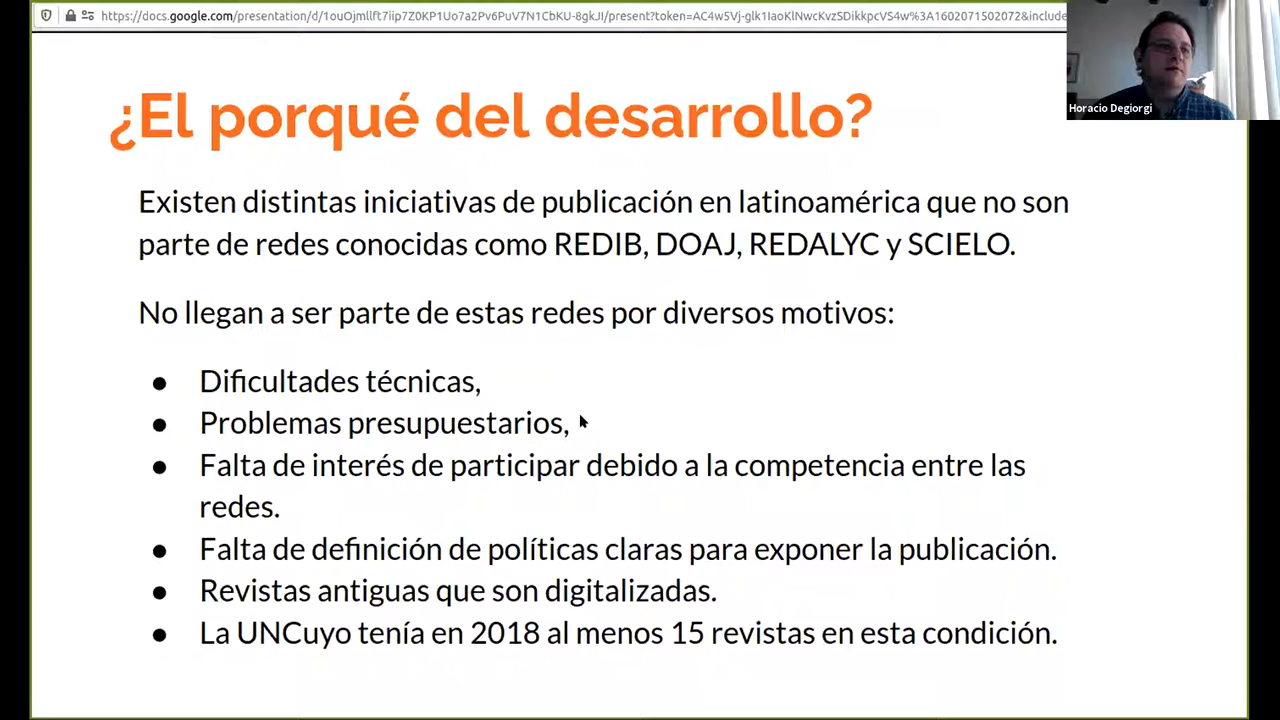 https://docs.google.com/presentation/d/1ouOjmllft7iip7Z0KP1Uo7a2Pv6PuV7N1CbKU-8gkJI/present?token=AC4w5Vj-glk1IaoKlNwcKvzSDikkpcVS4w%3A1602071502072&include
Horacio Degiorgi
¿El porqué del desarrollo?
Existen distintas iniciativas de publicación en latinoamérica que no son
parte de redes conocidas como REDIB, DOAJ, REDALYC y SCIELO.
No llegan a ser parte de estas redes por diversos motivos:
● Dificultades técnicas,
● Problemas presupuestarios,
● Falta de interés de participar debido a la competencia entre las
redes.
● Falta de definición de políticas claras para exponer la publicación.
● Revistas antiguas que son digitalizadas.
● La UNCuyo tenía en 2018 al menos 15 revistas en esta condición.